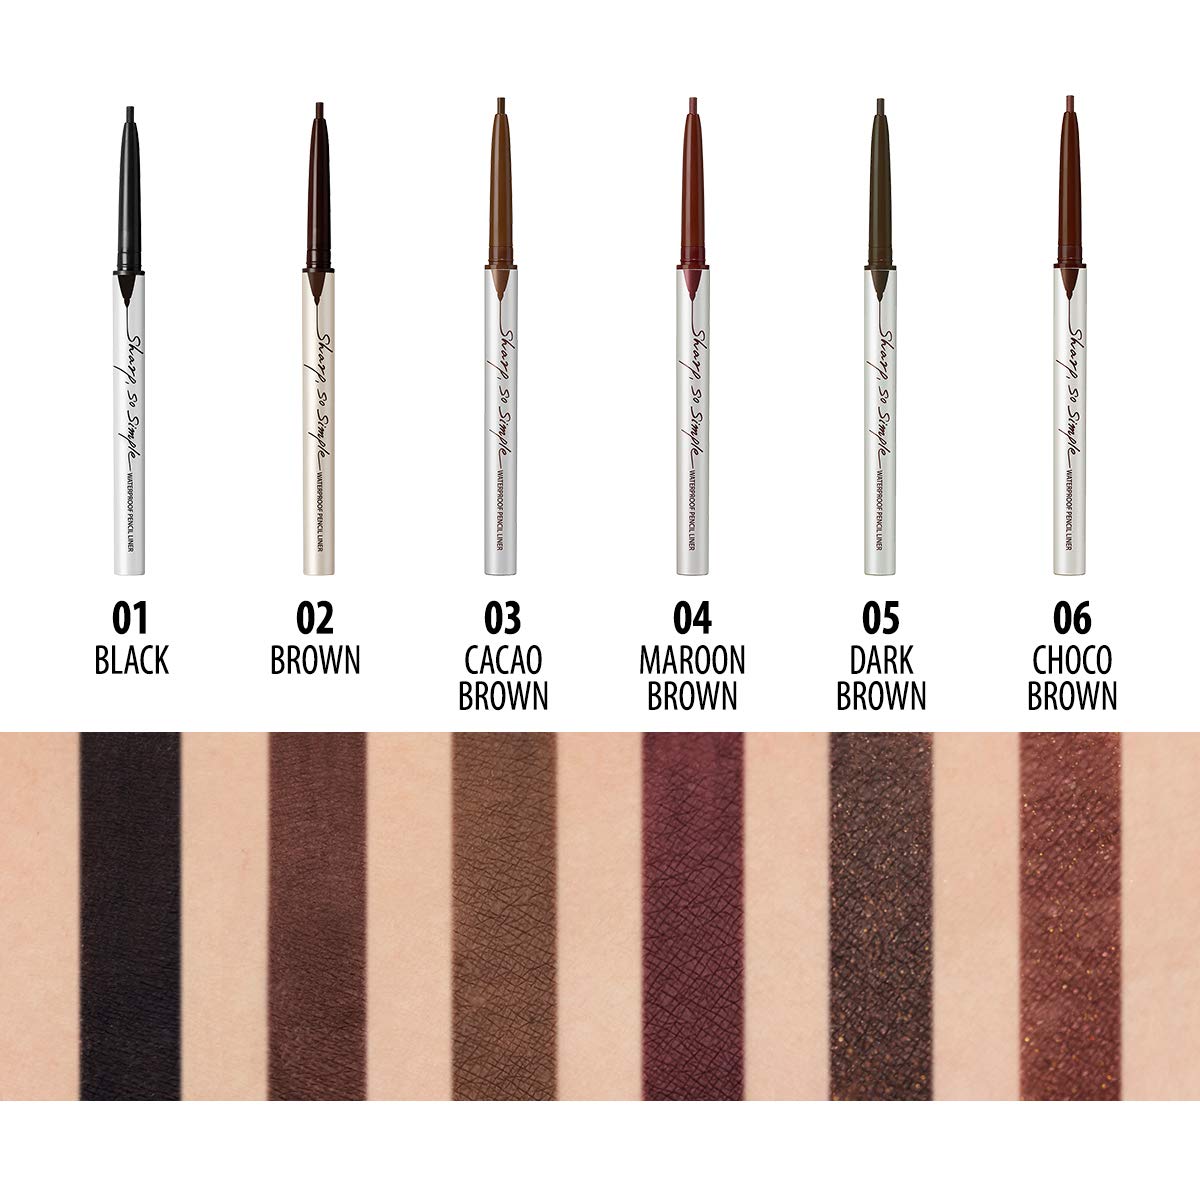 Sharp, so Simple WATERPROOF PENCIL LINER
Sharp, so Simple WATERPROOF PENCIL LINER
Sharp, so Simple WATERPROOF PENCIL LINER
Sharp, so Simple WATERPROOF PENCIL LINER
Sharp, so Simple WATERPROOF PENCIL LINER
Sharp, so Simple WATERPROOF PENCIL LINER
01
BLACK
02
BROWN
03
CACAO
BROWN
04
MAROON
BROWN
05
DARK
BROWN
06
CHOCO
BROWN